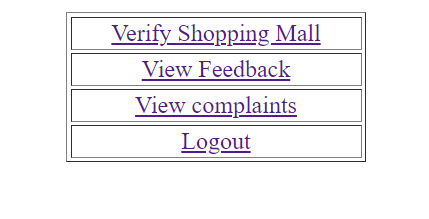 Verify Shopping Mall
View Feedback
View complaints
Logout